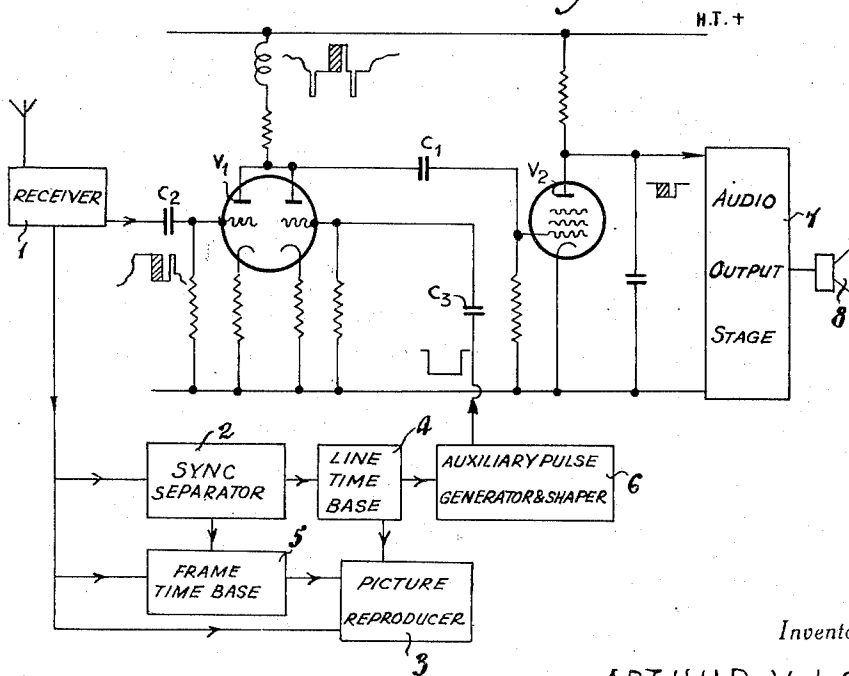 H.T. +
RECEIVER
1
C2
V1
C1
V2
C3
AUDIO
OUTPUT
STAGE
7
8
2
SYNC
SEPARATOR
4
LINE
TIME
BASE
AUXILIARY PULSE
GENERATOR & SHAPER
6
5
FRAME
TIME BASE
PICTURE
REPRODUCER
3
Invento